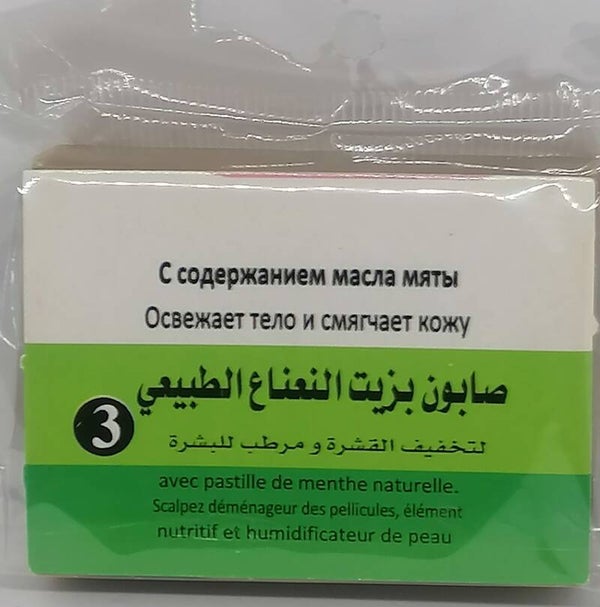 С содержанием масла мяты
Освежает тело и смягчает кожу
صابون بزيت النعناع الطبيعي
3
لتخفيف القشرة و مرطب للبشرة
avec pastille de menthe naturelle.
Scalpez déménageur des pellicules, élément
nutritif et humidificateur de peau